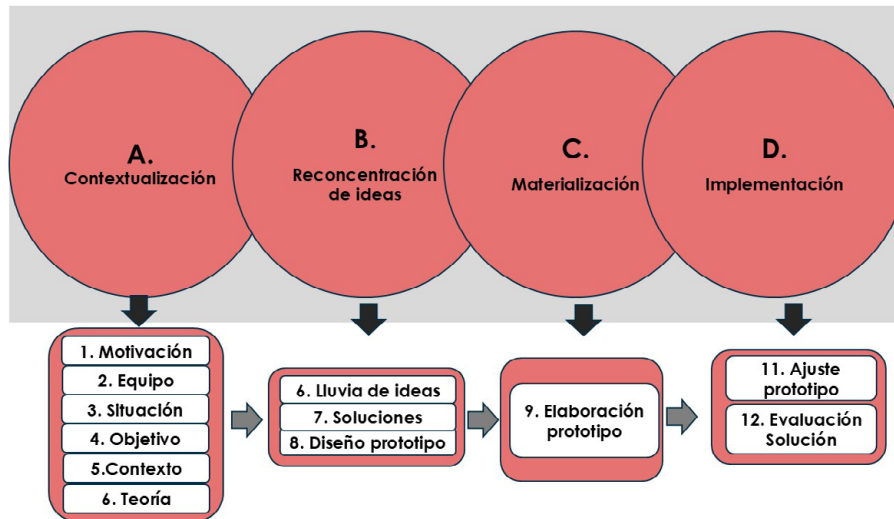 A.
Contextualización
B.
Reconcentración
de ideas
C.
Materialización
D.
Implementación
1. Motivación
2. Equipo
3. SItuación
4. Objetivo
5.Contexto
6. Teoría
6. Lluvia de ideas
7. Soluciones
8. Diseño prototipo
9. Elaboración
prototipo
11. Ajuste
prototipo
12. Evaluación
Solución